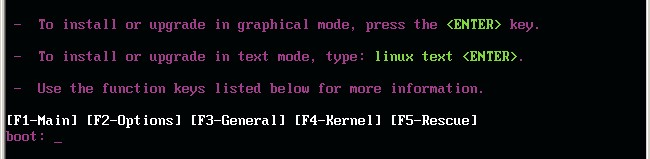 -  To install or upgrade in graphical mode, press the <ENTER> key.
-  To install or upgrade in text mode, type: linux text <ENTER>.
-  Use the function keys listed below for more information.
[F1-Main] [F2-Options] [F3-General] [F4-Kernel] [F5-Rescue]
boot: _